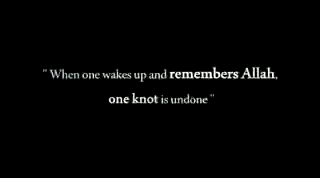 " When one wakes up and remembers Allah,
one knot is undone "